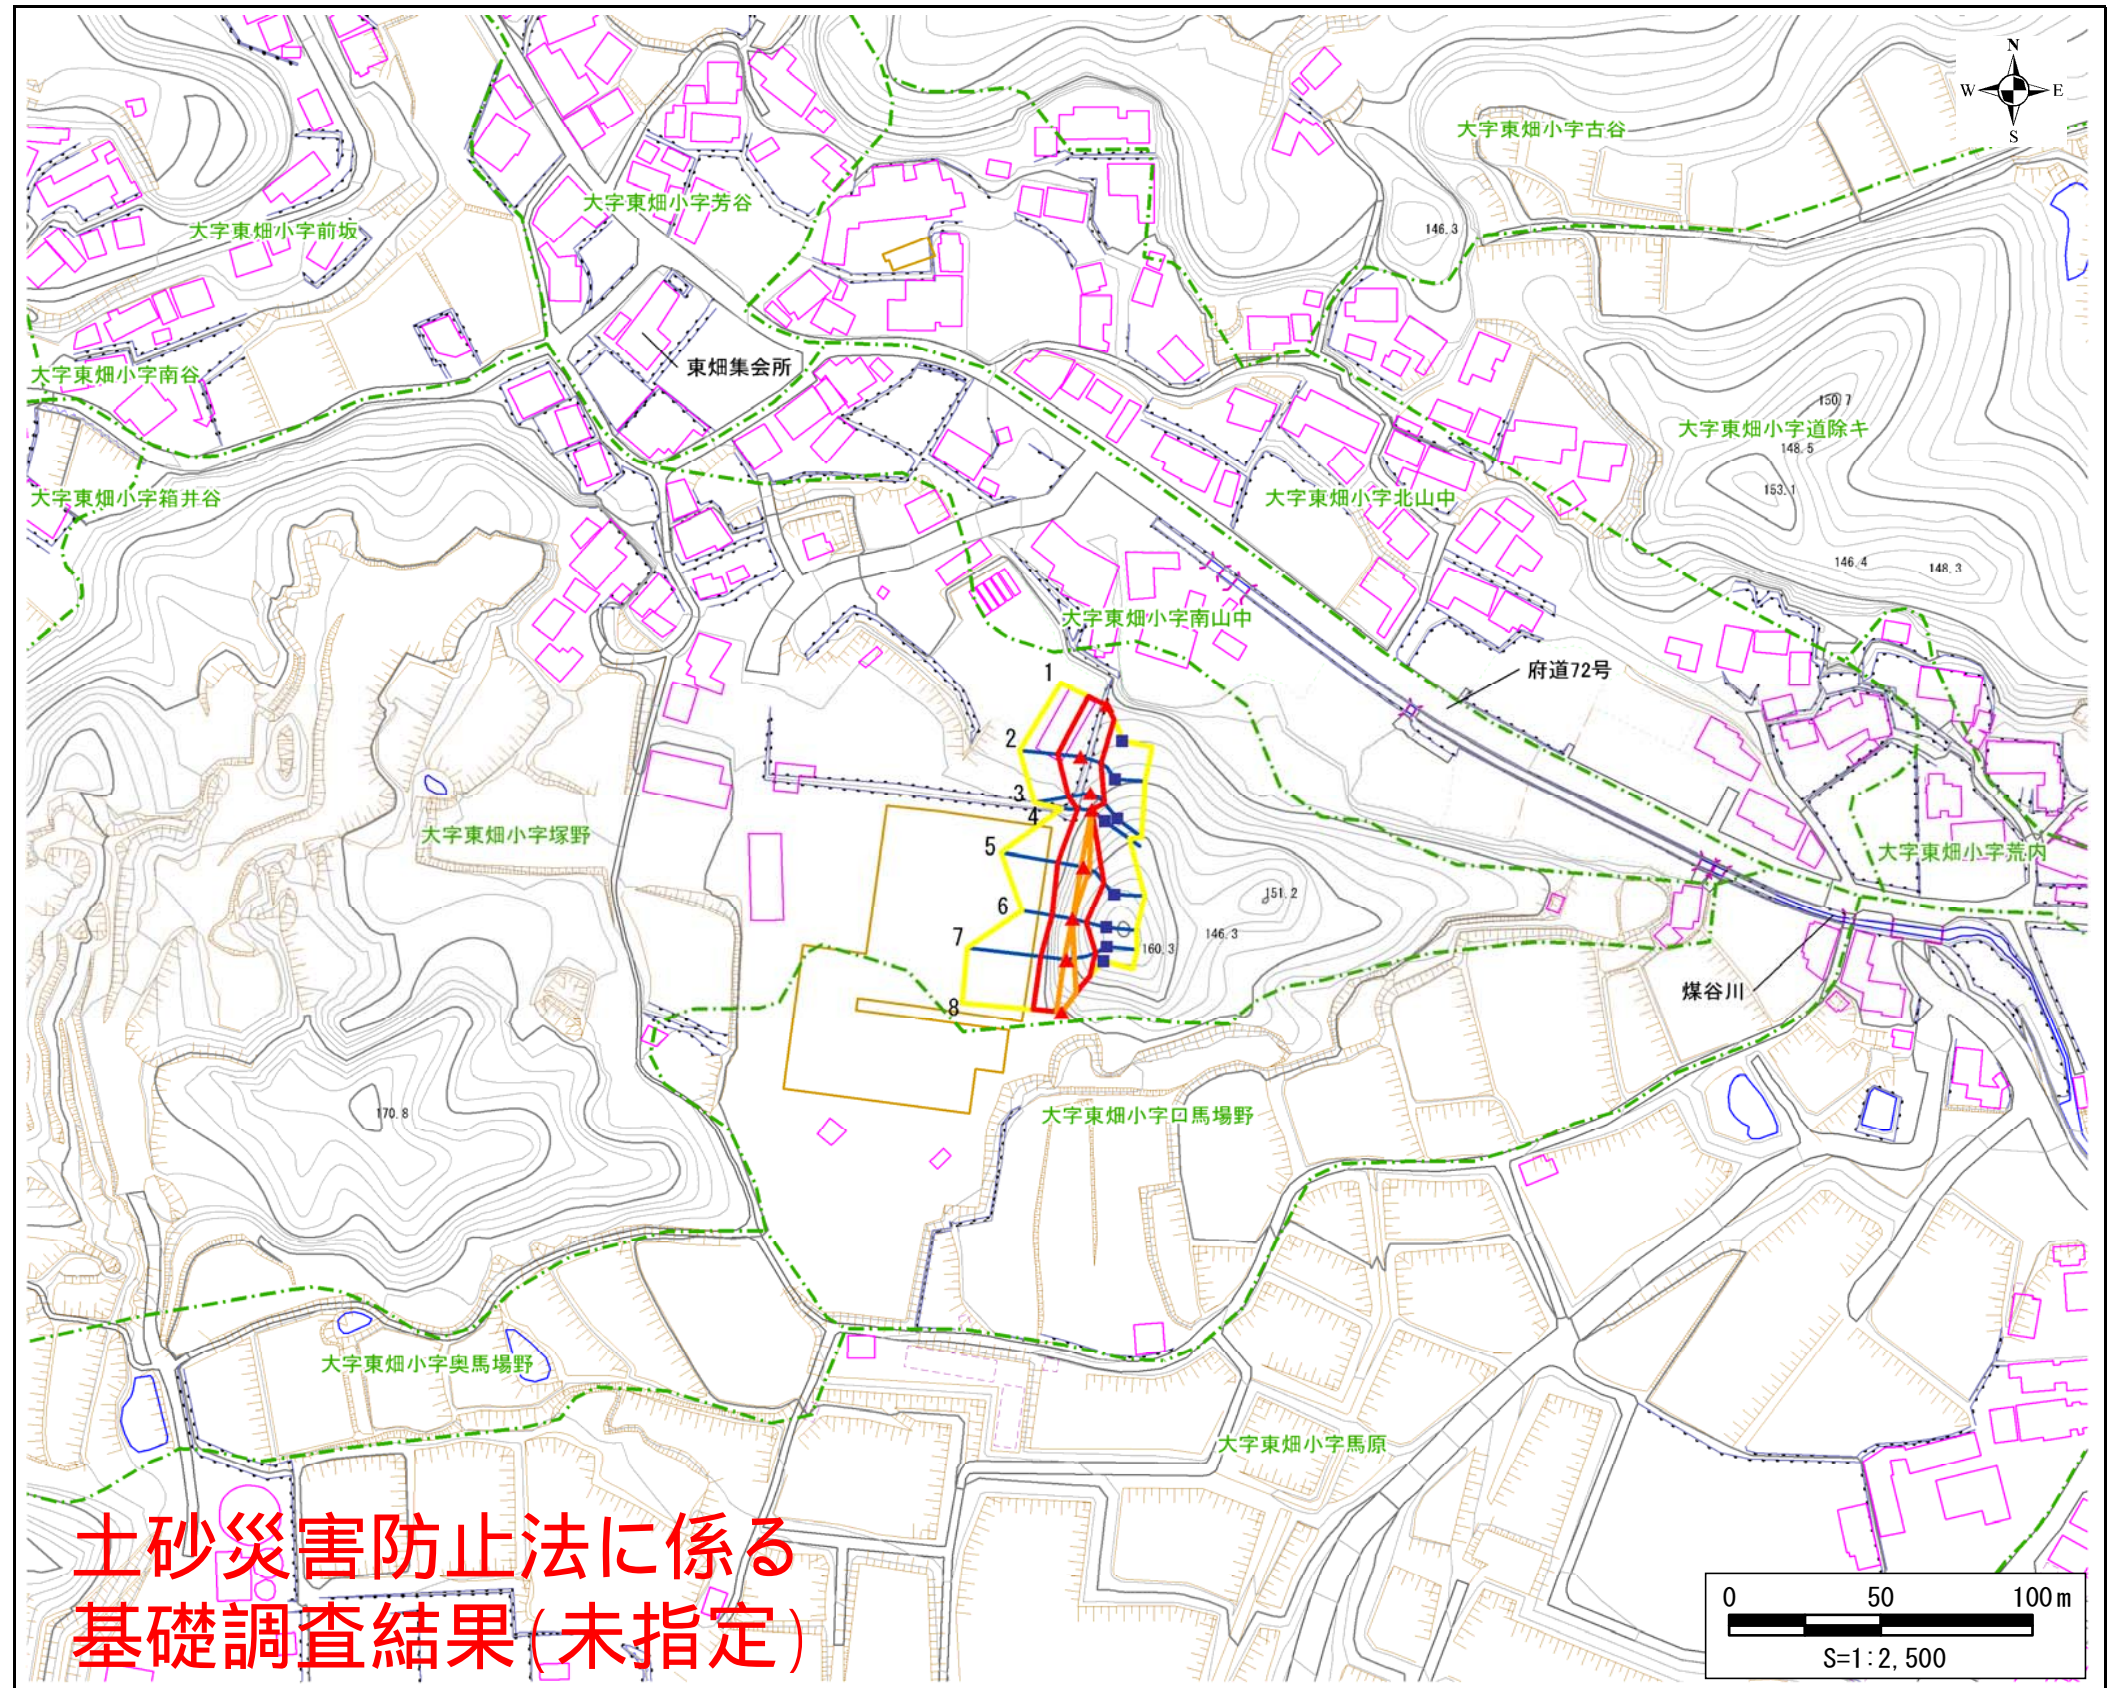 N
W E
S
大字東畑小字古谷
大字東畑小字芳谷
大字東畑小字前坂
146.3
東畑集会所
大字東畑小字南谷
150.7
大字東畑小字道除キ
148.5
153.1
大字東畑小字箱井谷
大字東畑小字北山中
146.4
148.3
大字東畑小字南山中
府道72号
1
2
3
4
5
6
7
8
大字東畑小字塚野
大字東畑小字荒内
151.2
146.3
160.3
煤谷川
170.8
大字東畑小字口馬場野
大字東畑小字奥馬場野
大字東畑小字馬原
土砂災害防止法に係る
基礎調査結果(未指定)
0 50 100m
S=1:2,500